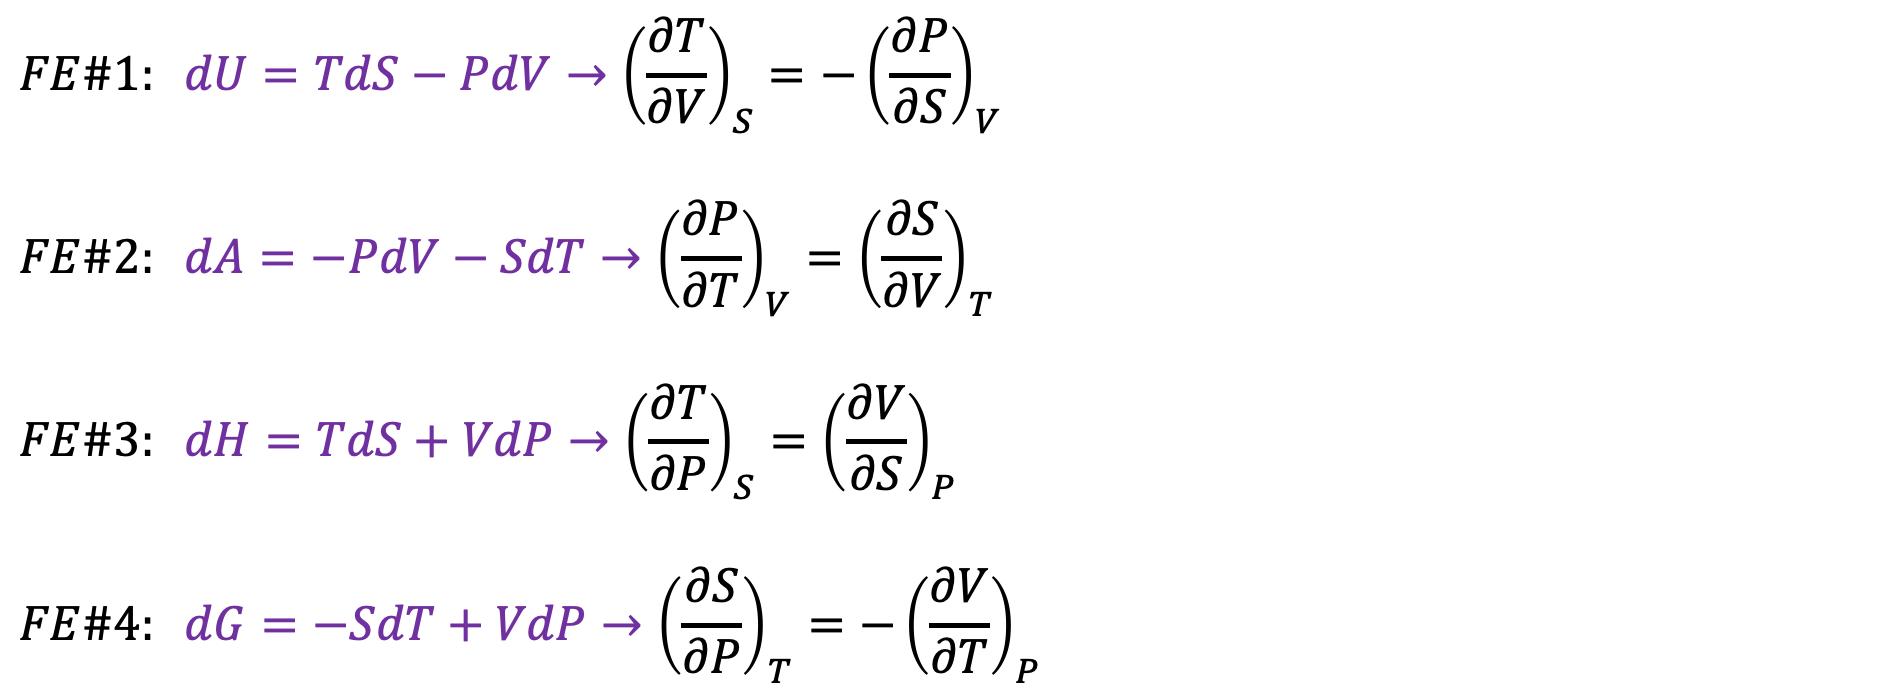 FE#1: dU = TdS − PdV → (∂T/∂V)_S = −(∂P/∂S)_V
FE#2: dA = −PdV − SdT → (∂P/∂T)_V = (∂S/∂V)_T
FE#3: dH = TdS + VdP → (∂T/∂P)_S = (∂V/∂S)_P
FE#4: dG = −SdT + VdP → (∂S/∂P)_T = −(∂V/∂T)_P